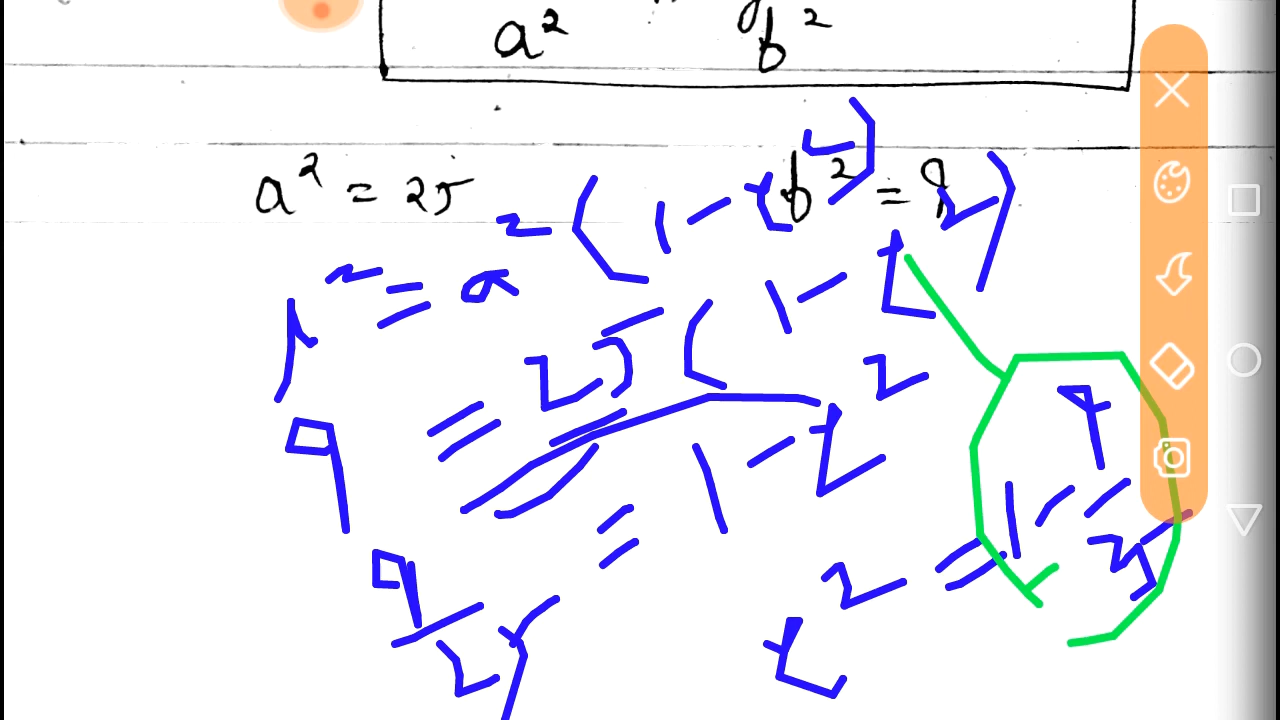 a² b²
a² = 25 b² = 9
b² = a² (1 - e²)
9 = 25 (1 - e²)
9/25 = 1 - e²
e² = 1 - 9/25